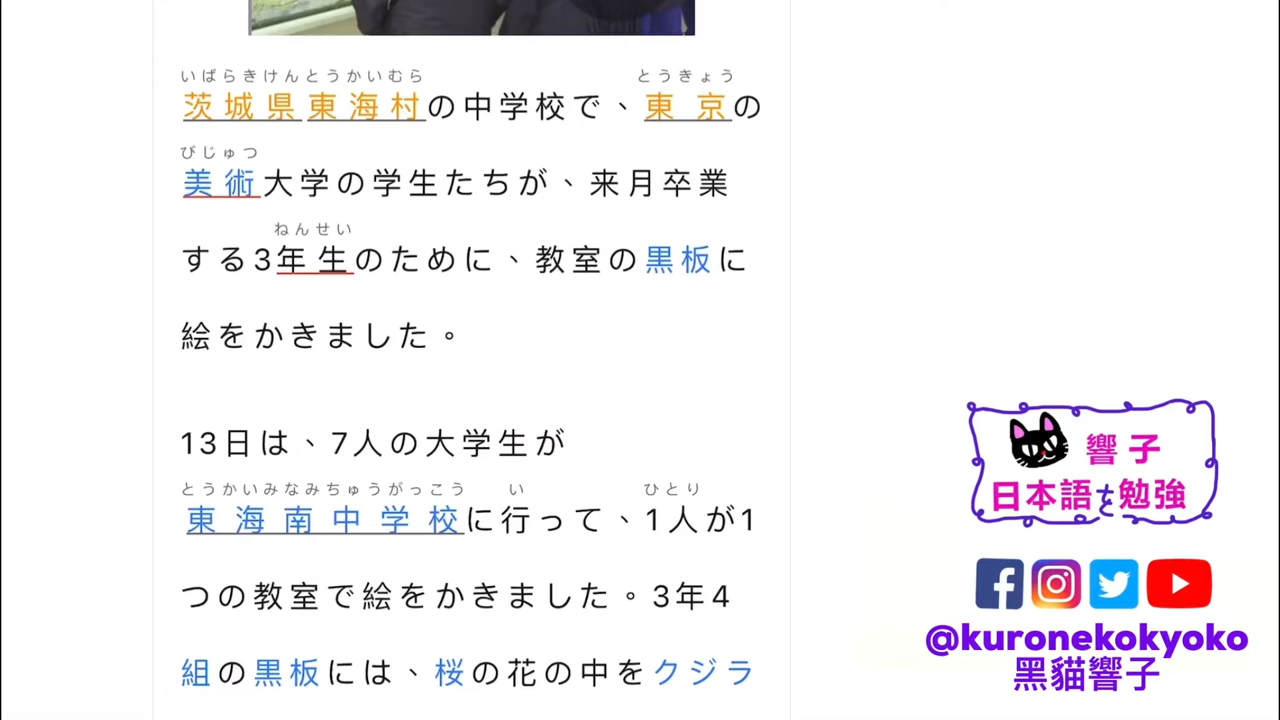 いばらきけんとうかいむら とうきょう
茨城県東海村の中学校で、東京の
びじゅつ
美術大学の学生たちが、来月卒業
ねんせい
する3年生のために、教室の黒板に
絵をかきました。
13日は、7人の大学生が
とうかいみなみちゅうがっこう い ひとり
東海南中学校に行って、1人が1
つの教室で絵をかきました。3年4
組の黒板には、桜の花の中をクジラ
響子
日本語を勉強
@kuronekokyoko
黑貓響子